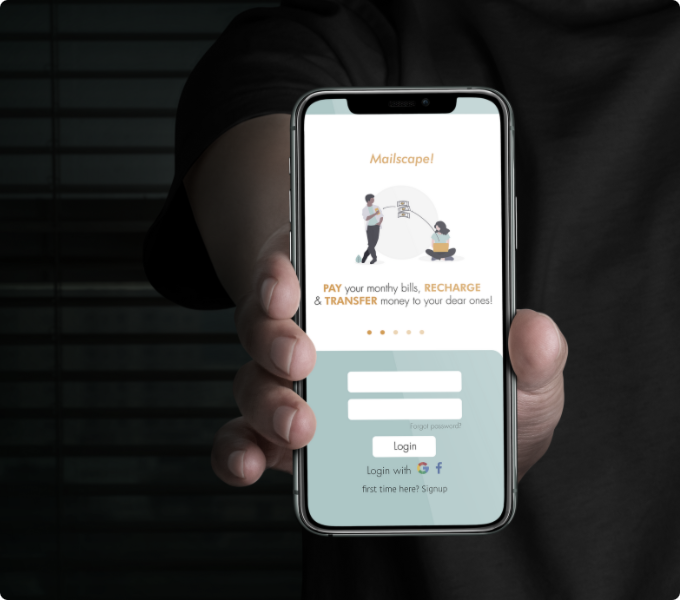 Mailscape!
PAY your monthy bills, RECHARGE
& TRANSFER money to your dear ones!
Forgot password?
Login
Login with
first time here? Signup